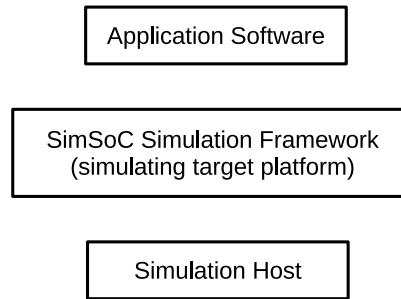 Application Software
SimSoC Simulation Framework
(simulating target platform)
Simulation Host